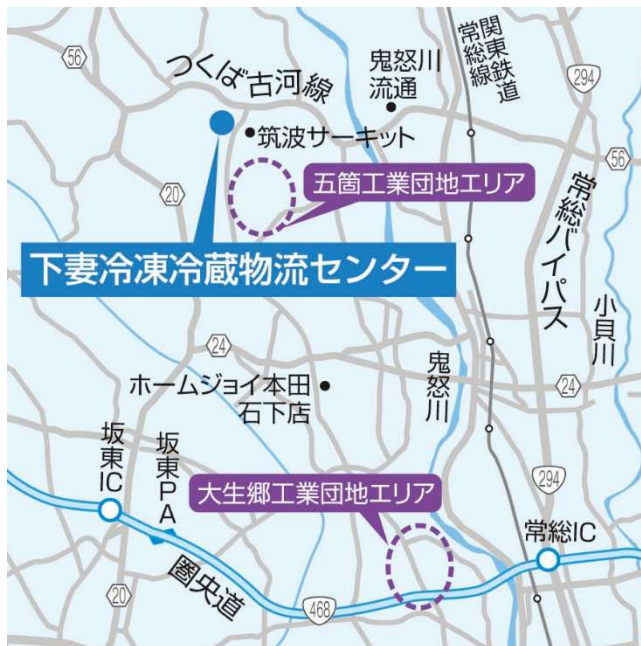 56
つくば古河線
鬼怒川
流通
関東鉄道
常総線
294
筑波サーキット
56
20
五箇工業団地エリア
常総バイパス
下妻冷凍冷蔵物流センター
小貝川
24
鬼怒川
ホームジョイ本田
石下店
24
坂東IC
坂東PA
大生郷工業団地エリア
294
常総IC
圏央道
20
468